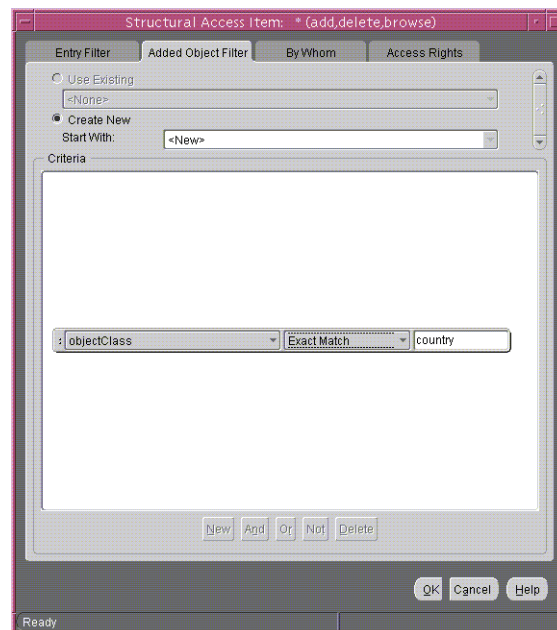 Structural Access Item: * (add,delete,browse)
Entry Filter Added Object Filter By Whom Access Rights
Use Existing
<None>
Create New
Start With: <New>
Criteria
: objectClass Exact Match country
New And Or Not Delete
OK Cancel Help
Ready